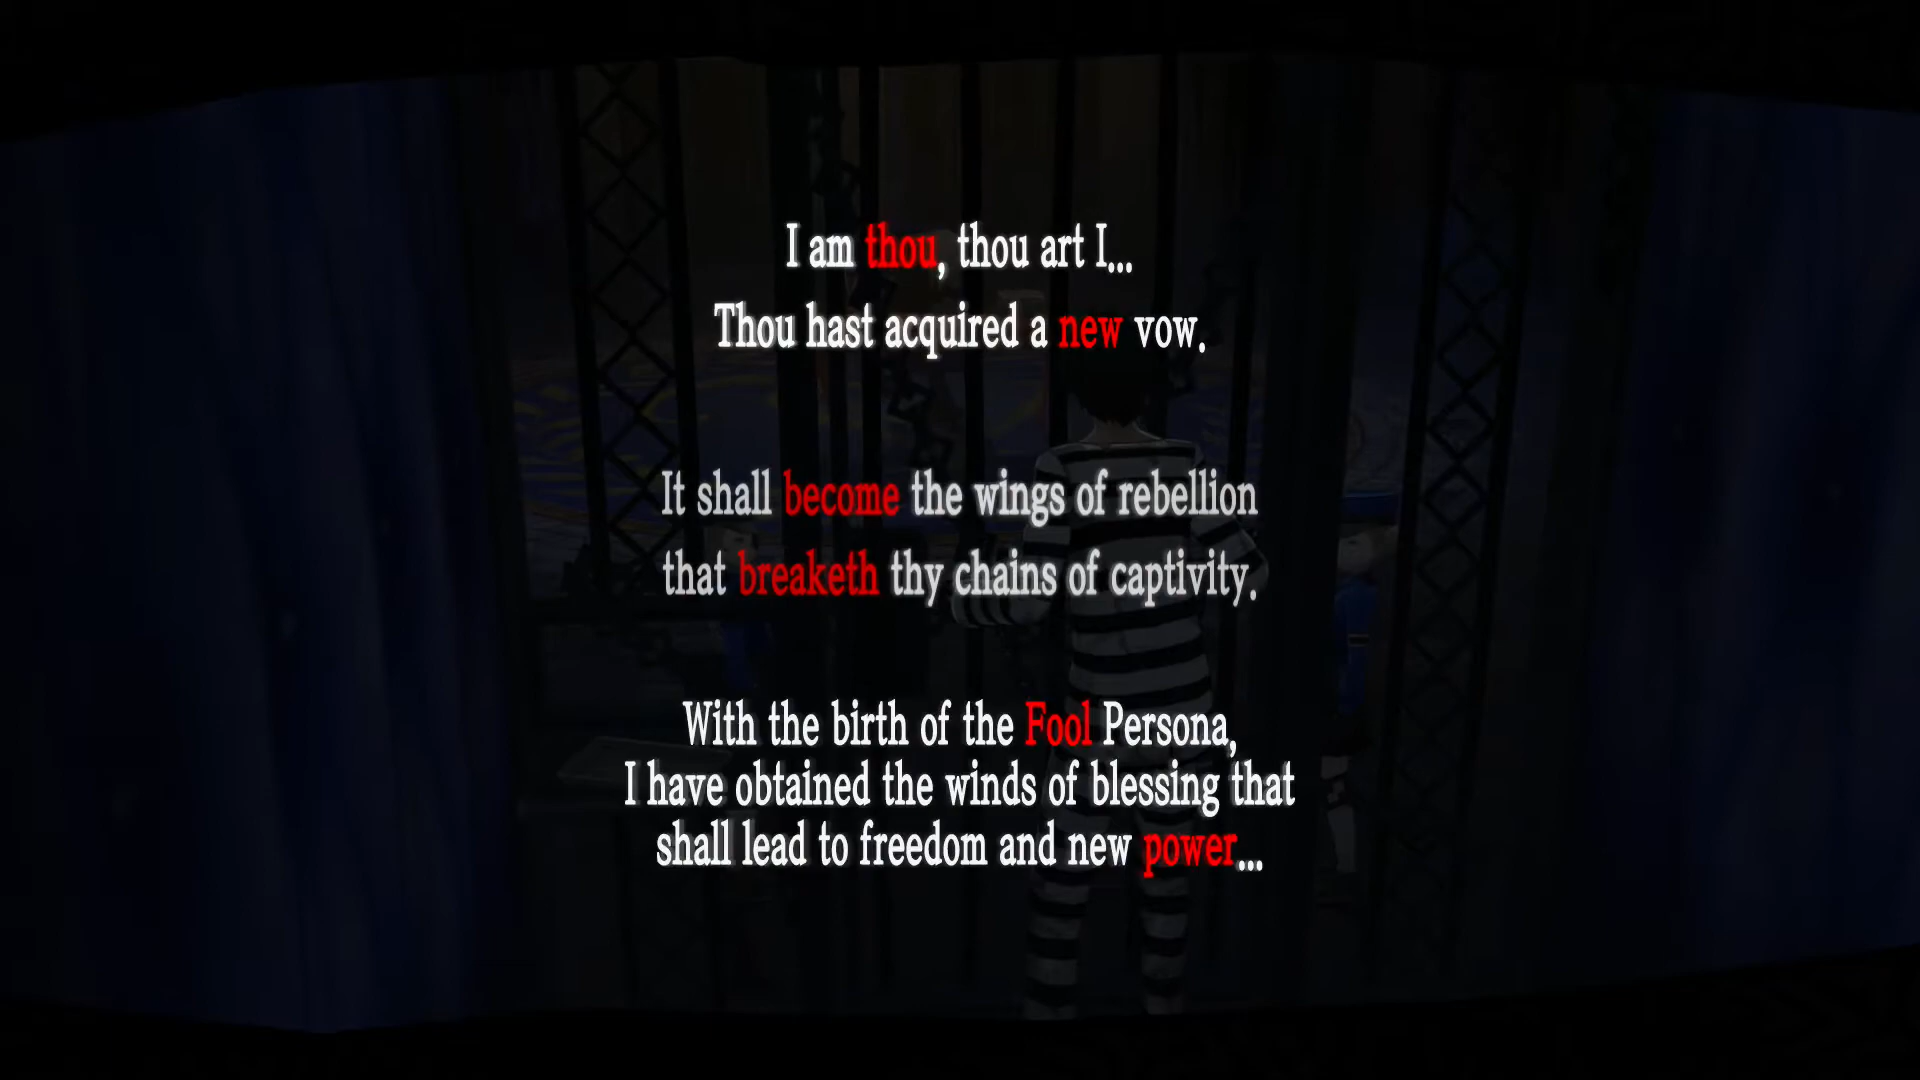 I am thou, thou art I...
Thou hast acquired a new vow.
It shall become the wings of rebellion
that breaketh thy chains of captivity.
With the birth of the Fool Persona,
I have obtained the winds of blessing that
shall lead to freedom and new power...